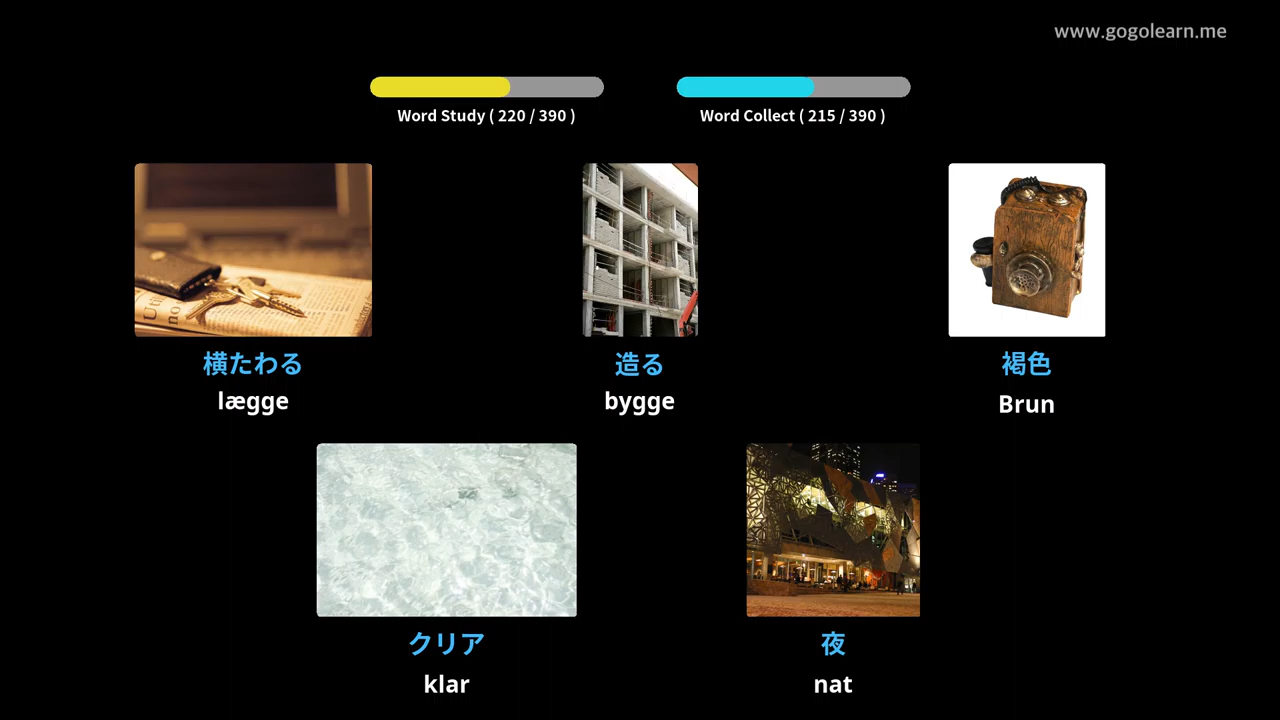 www.gogolearn.me
Word Study ( 220 / 390 )
Word Collect ( 215 / 390 )
横たわる
lægge
造る
bygge
褐色
Brun
クリア
klar
夜
nat